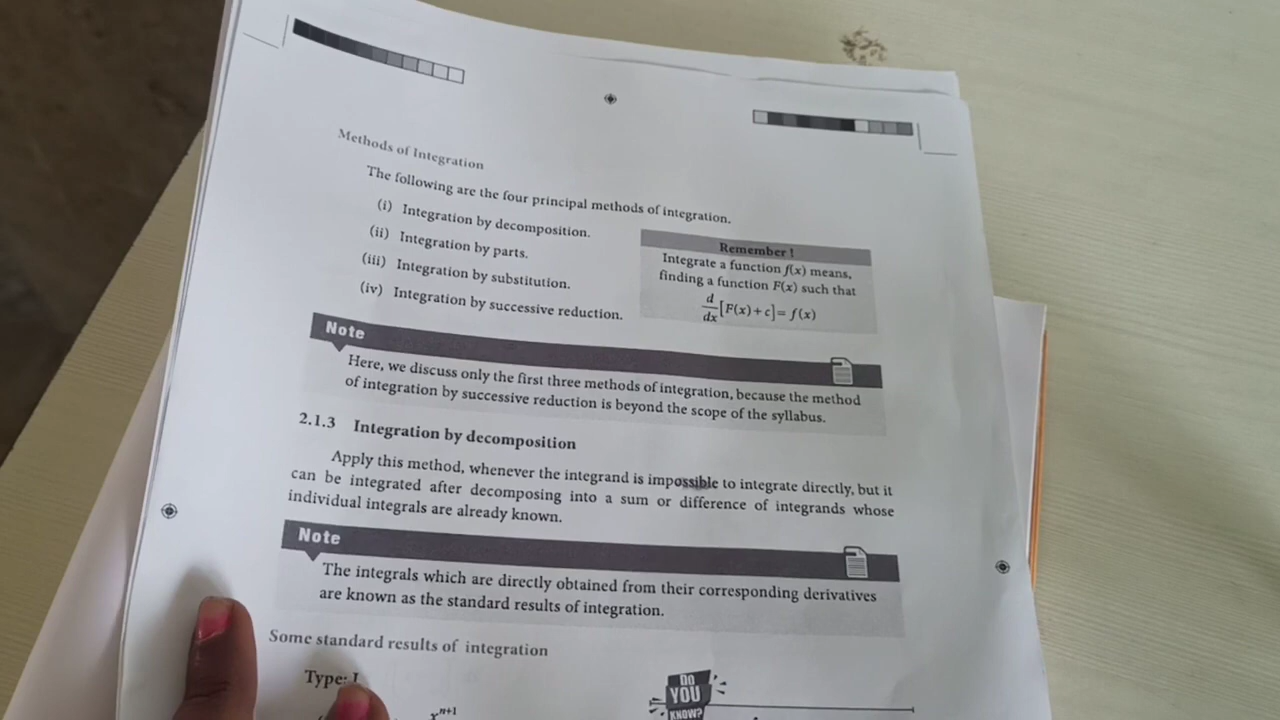 Methods of Integration
The following are the four principal methods of integration.
(i) Integration by decomposition.
(ii) Integration by parts.
(iii) Integration by substitution.
(iv) Integration by successive reduction.
Remember !
Integrate a function f(x) means,
finding a function F(x) such that
d/dx [F(x) + c] = f(x)
Note
Here, we discuss only the first three methods of integration, because the method
of integration by successive reduction is beyond the scope of the syllabus.
2.1.3 Integration by decomposition
Apply this method, whenever the integrand is impossible to integrate directly, but it
can be integrated after decomposing into a sum or difference of integrands whose
individual integrals are already known.
Note
The integrals which are directly obtained from their corresponding derivatives
are known as the standard results of integration.
Some standard results of integration
Type: I
x^{n+1}
Do
YOU
KNOW?